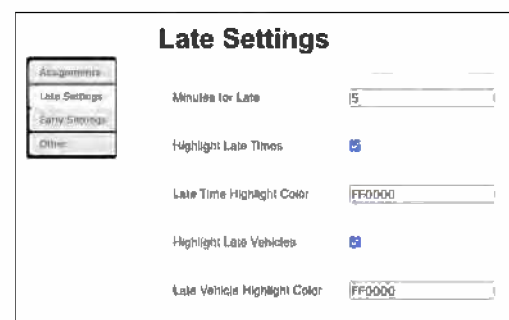 Late Settings
Assignments
Late Settings
Early Settings
Other
Minutes for Late
5
Highlight Late Times
Late Time Highlight Color
FF0000
Highlight Late Vehicles
Late Vehicle Highlight Color
FF0000